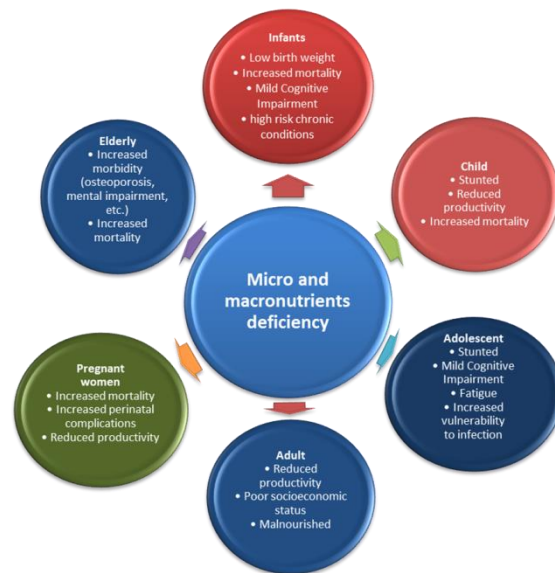 Infants
• Low birth weight
• Increased mortality
• Mild Cognitive
Impairment
• high risk chronic
conditions
Elderly
• Increased
morbidity
(osteoporosis,
mental impairment,
etc.)
• Increased
mortality
Child
• Stunted
• Reduced
productivity
• Increased mortality
Micro and
macronutrients
deficiency
Pregnant
women
• Increased mortality
• Increased perinatal
complications
• Reduced productivity
Adolescent
• Stunted
• Mild Cognitive
Impairment
• Fatigue
• Increased
vulnerability
to infection
Adult
• Reduced
productivity
• Poor socioeconomic
status
• Malnourished